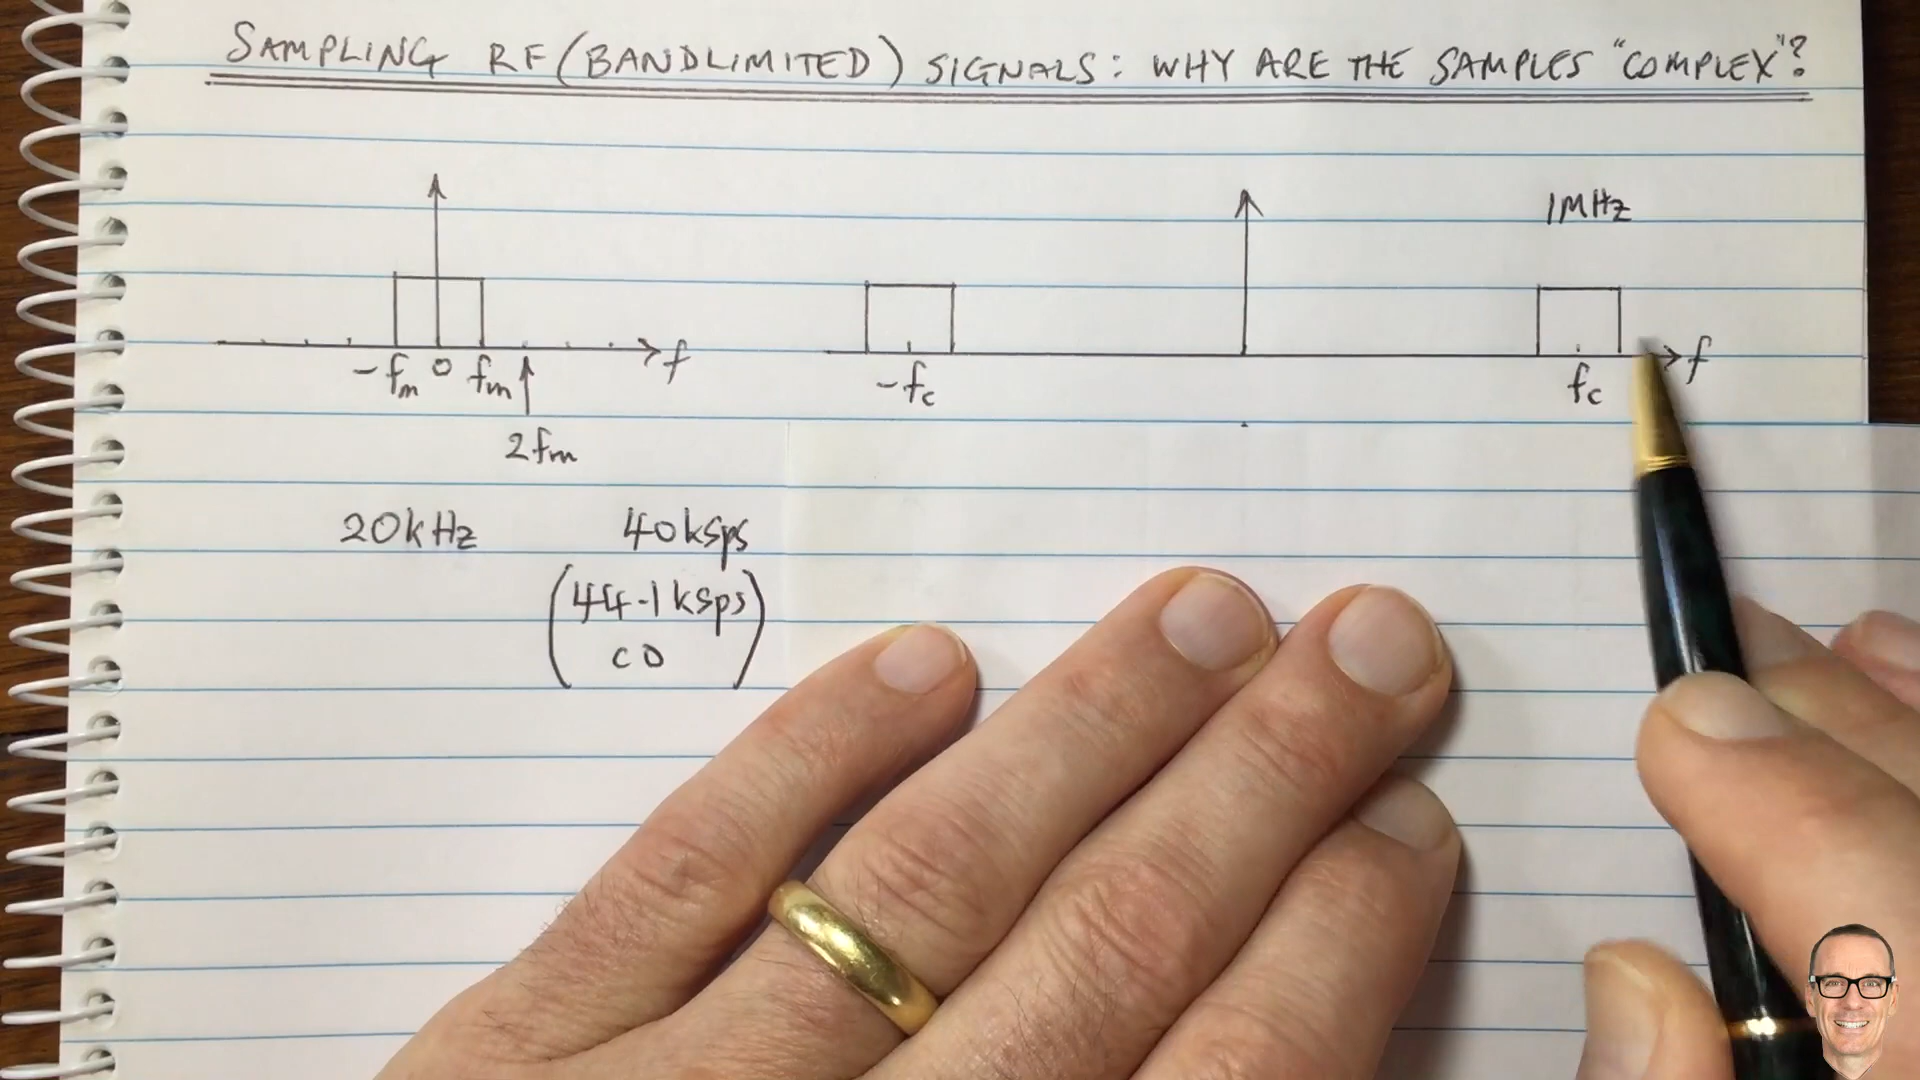 SAMPLING RF (BANDLIMITED) SIGNALS: WHY ARE THE SAMPLES "COMPLEX"?
1MHz
-fm 0 fm f
-fc fc f
2fm
20kHz 40ksps
(44.1ksps
CD)